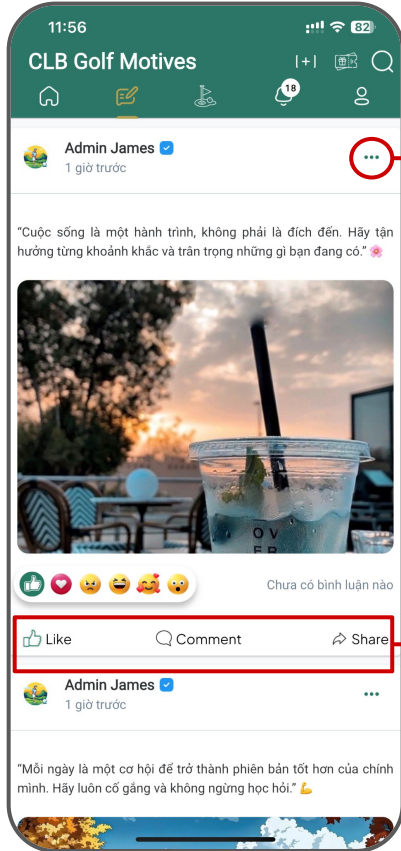 11:56
82
CLB Golf Motives
18
Admin James
1 giờ trước
“Cuộc sống là một hành trình, không phải là đích đến. Hãy tận
hưởng từng khoảnh khắc và trân trọng những gì bạn đang có.” 🌸
OV
ER
Chưa có bình luận nào
Like Comment Share
Admin James
1 giờ trước
“Mỗi ngày là một cơ hội để trở thành phiên bản tốt hơn của chính
mình. Hãy luôn cố gắng và không ngừng học hỏi.” 💪